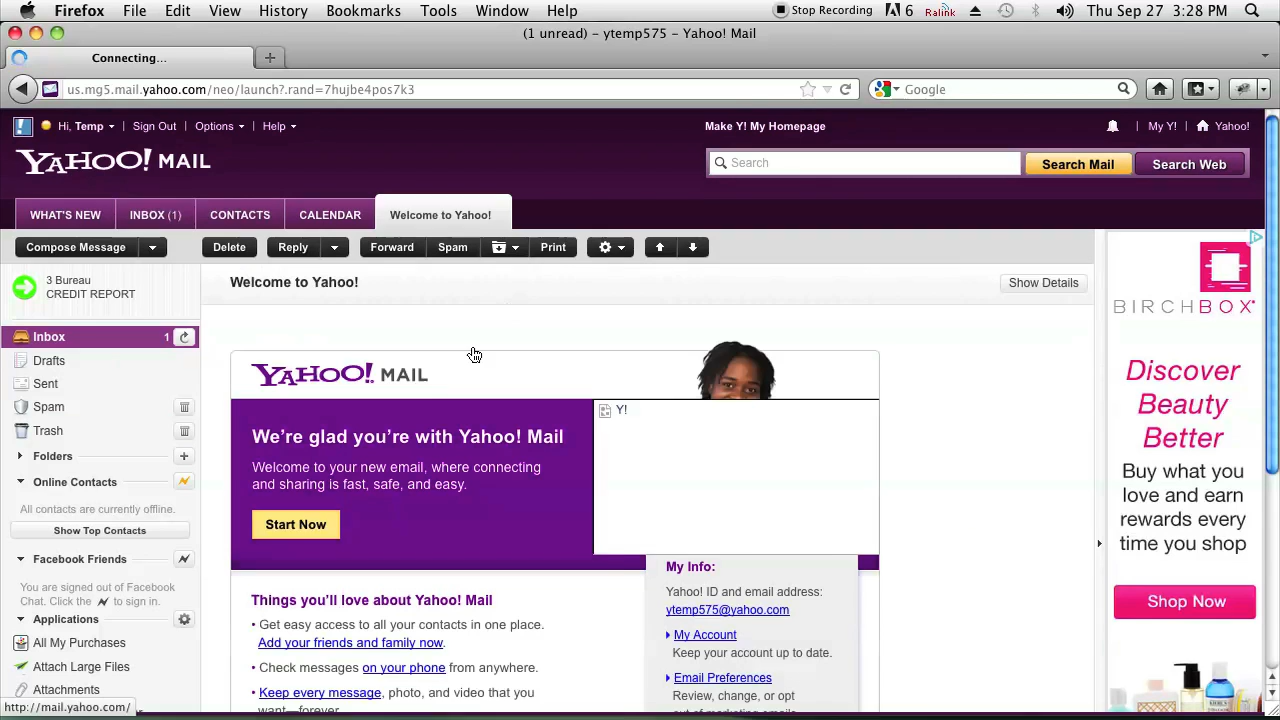 Firefox File Edit View History Bookmarks Tools Window Help Stop Recording 6 Ralink Thu Sep 27 3:28 PM
(1 unread) - ytemp575 - Yahoo! Mail
Connecting...
us.mg5.mail.yahoo.com/neo/launch?.rand=7hujbe4pos7k3 Google
Hi, Temp Sign Out Options Help Make Y! My Homepage My Y! Yahoo!
YAHOO! MAIL Search Search Mail Search Web
WHAT'S NEW INBOX (1) CONTACTS CALENDAR Welcome to Yahoo!
Compose Message Delete Reply Forward Spam Print
3 Bureau
CREDIT REPORT
Welcome to Yahoo! Show Details
Inbox 1
Drafts
Sent
Spam
Trash
Folders
Online Contacts
All contacts are currently offline.
Show Top Contacts
Facebook Friends
You are signed out of Facebook
Chat. Click the to sign in.
Applications
All My Purchases
Attach Large Files
Attachments
http://mail.yahoo.com/
YAHOO! MAIL
We're glad you're with Yahoo! Mail
Welcome to your new email, where connecting
and sharing is fast, safe, and easy.
Start Now
Y!
Things you'll love about Yahoo! Mail
• Get easy access to all your contacts in one place.
Add your friends and family now.
• Check messages on your phone from anywhere.
• Keep every message, photo, and video that you
want—forever.
My Info:
Yahoo! ID and email address:
ytemp575@yahoo.com
My Account
Keep your account up to date.
Email Preferences
Review, change, or opt
out of marketing emails
BIRCHBOX
Discover
Beauty
Better
Buy what you
love and earn
rewards every
time you shop
Shop Now